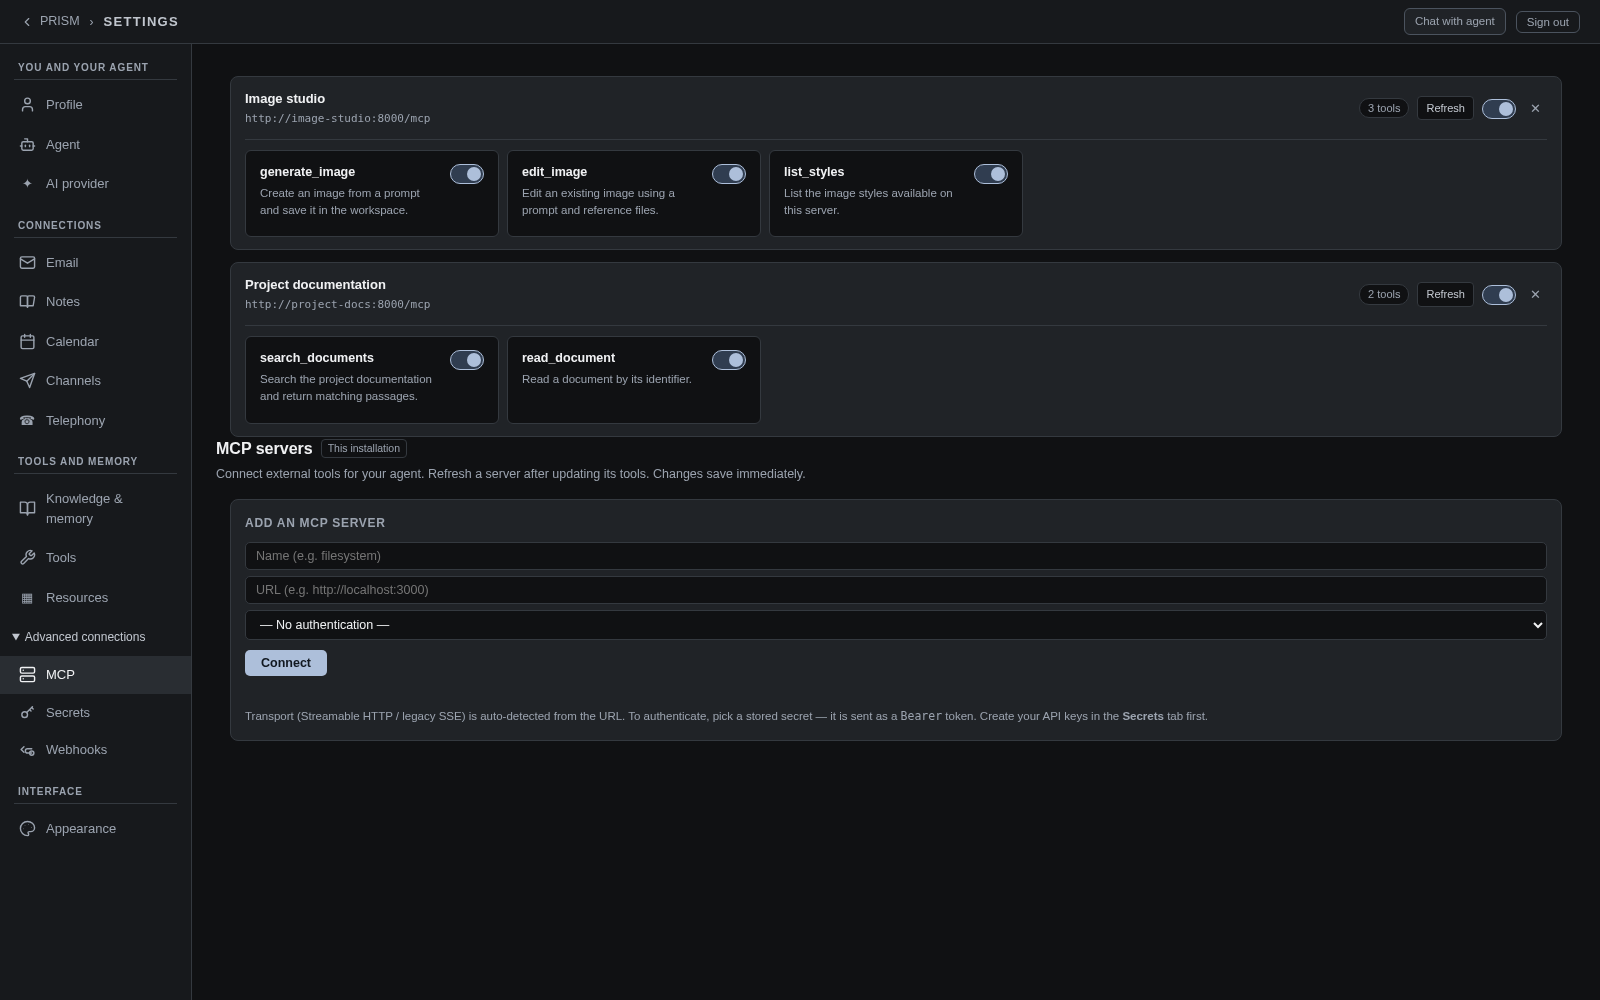 PRISM › SETTINGS
Chat with agent
Sign out
YOU AND YOUR AGENT
Profile
Agent
AI provider
CONNECTIONS
Email
Notes
Calendar
Channels
Telephony
TOOLS AND MEMORY
Knowledge &
memory
Tools
Resources
Advanced connections
MCP
Secrets
Webhooks
INTERFACE
Appearance
Image studio
http://image-studio:8000/mcp
3 tools
Refresh
generate_image
Create an image from a prompt
and save it in the workspace.
edit_image
Edit an existing image using a
prompt and reference files.
list_styles
List the image styles available on
this server.
Project documentation
http://project-docs:8000/mcp
2 tools
Refresh
search_documents
Search the project documentation
and return matching passages.
read_document
Read a document by its identifier.
MCP servers
This installation
Connect external tools for your agent. Refresh a server after updating its tools. Changes save immediately.
ADD AN MCP SERVER
Name (e.g. filesystem)
URL (e.g. http://localhost:3000)
— No authentication —
Connect
Transport (Streamable HTTP / legacy SSE) is auto-detected from the URL. To authenticate, pick a stored secret — it is sent as a Bearer token. Create your API keys in the Secrets tab first.